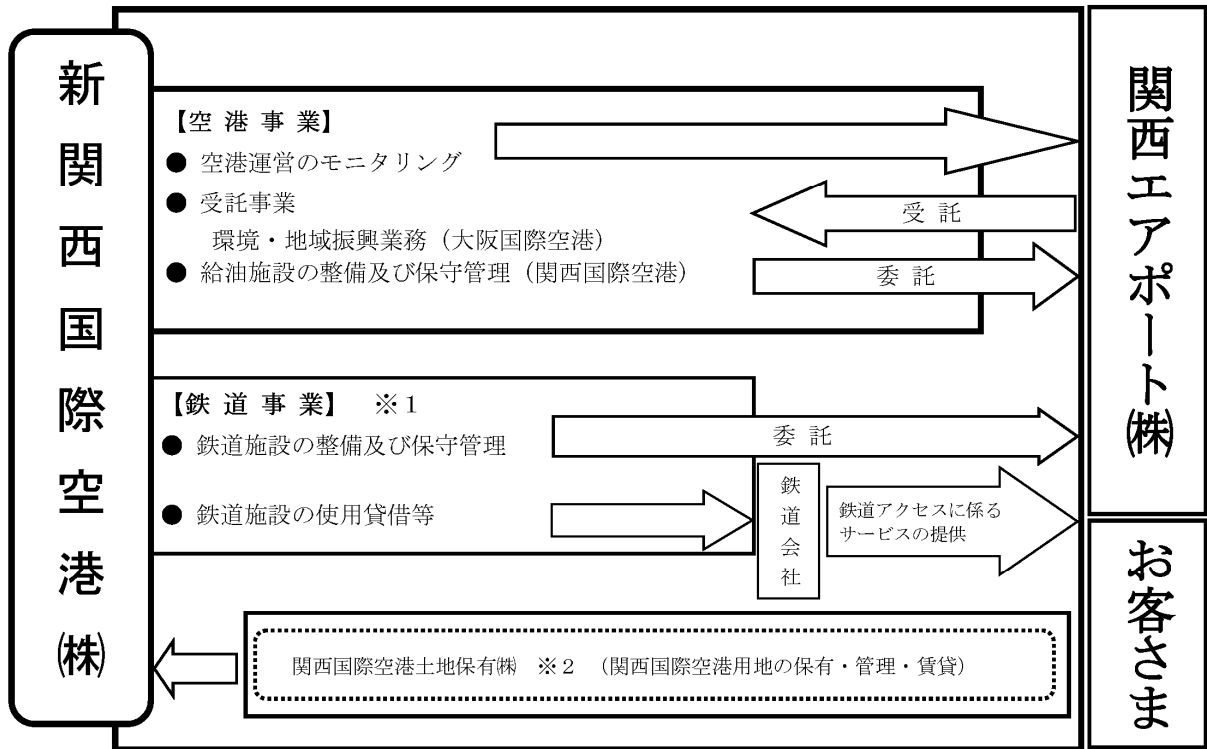 新関西国際空港㈱
【空 港 事 業】
● 空港運営のモニタリング
● 受託事業
環境・地域振興業務（大阪国際空港）
● 給油施設の整備及び保守管理（関西国際空港）
受 託
委 託
【鉄 道 事 業】 ※１
● 鉄道施設の整備及び保守管理
● 鉄道施設の使用貸借等
委 託
鉄道会社
鉄道アクセスに係る
サービスの提供
関西国際空港土地保有㈱ ※２ （関西国際空港用地の保有・管理・賃貸）
関西エアポート㈱
お客さま